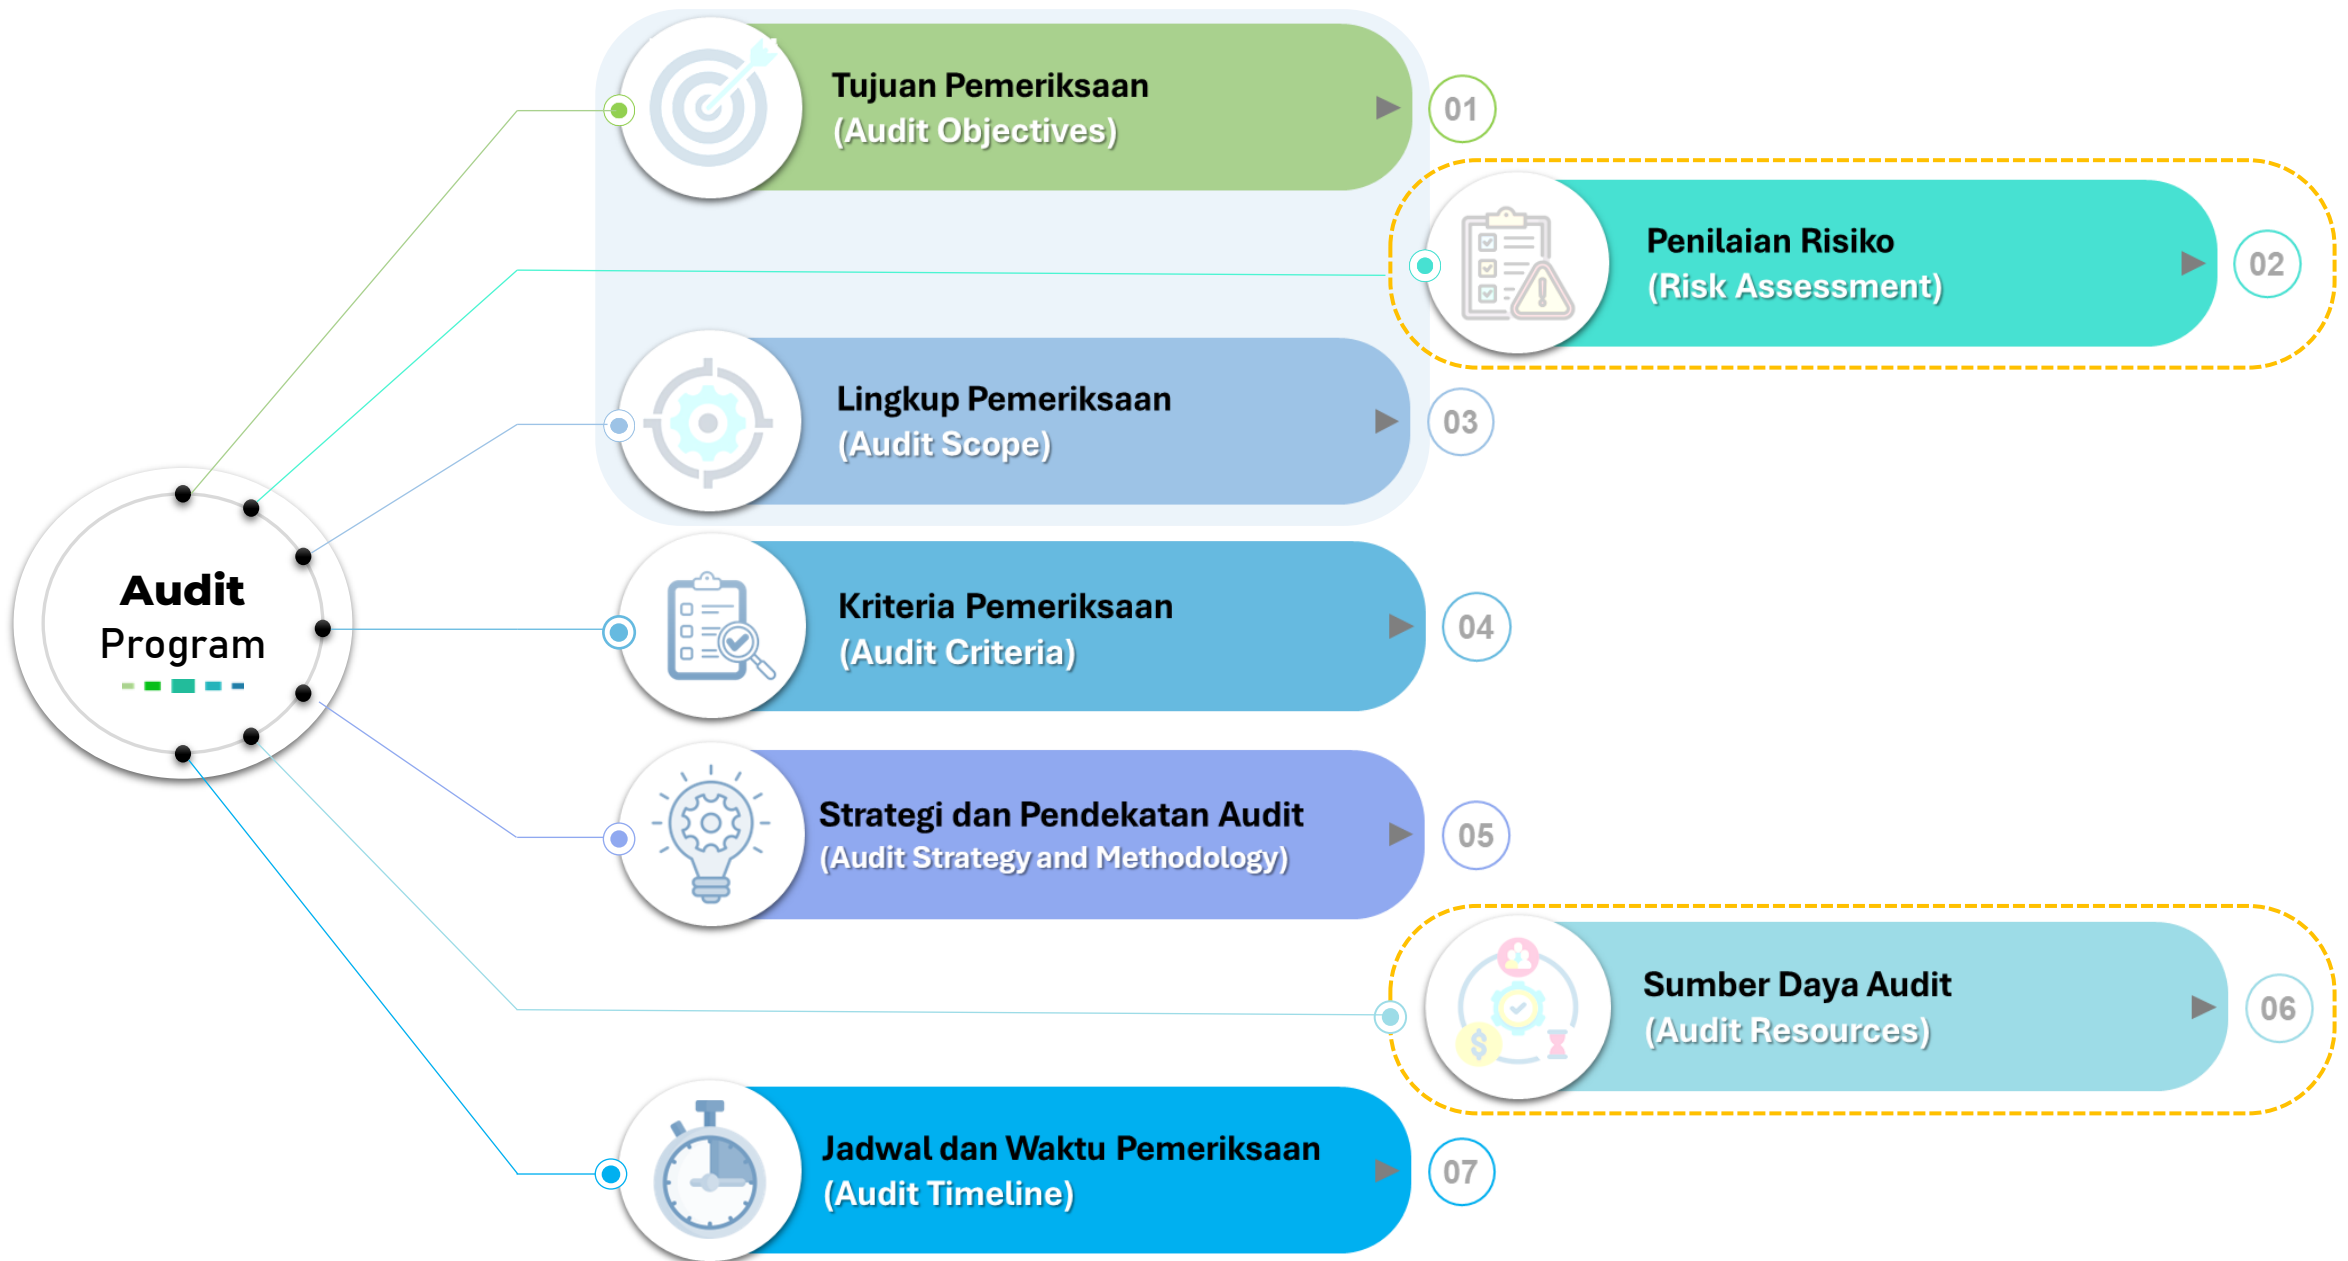 Audit
Program
Tujuan Pemeriksaan
(Audit Objectives)
01
Penilaian Risiko
(Risk Assessment)
02
Lingkup Pemeriksaan
(Audit Scope)
03
Kriteria Pemeriksaan
(Audit Criteria)
04
Strategi dan Pendekatan Audit
(Audit Strategy and Methodology)
05
Sumber Daya Audit
(Audit Resources)
06
Jadwal dan Waktu Pemeriksaan
(Audit Timeline)
07